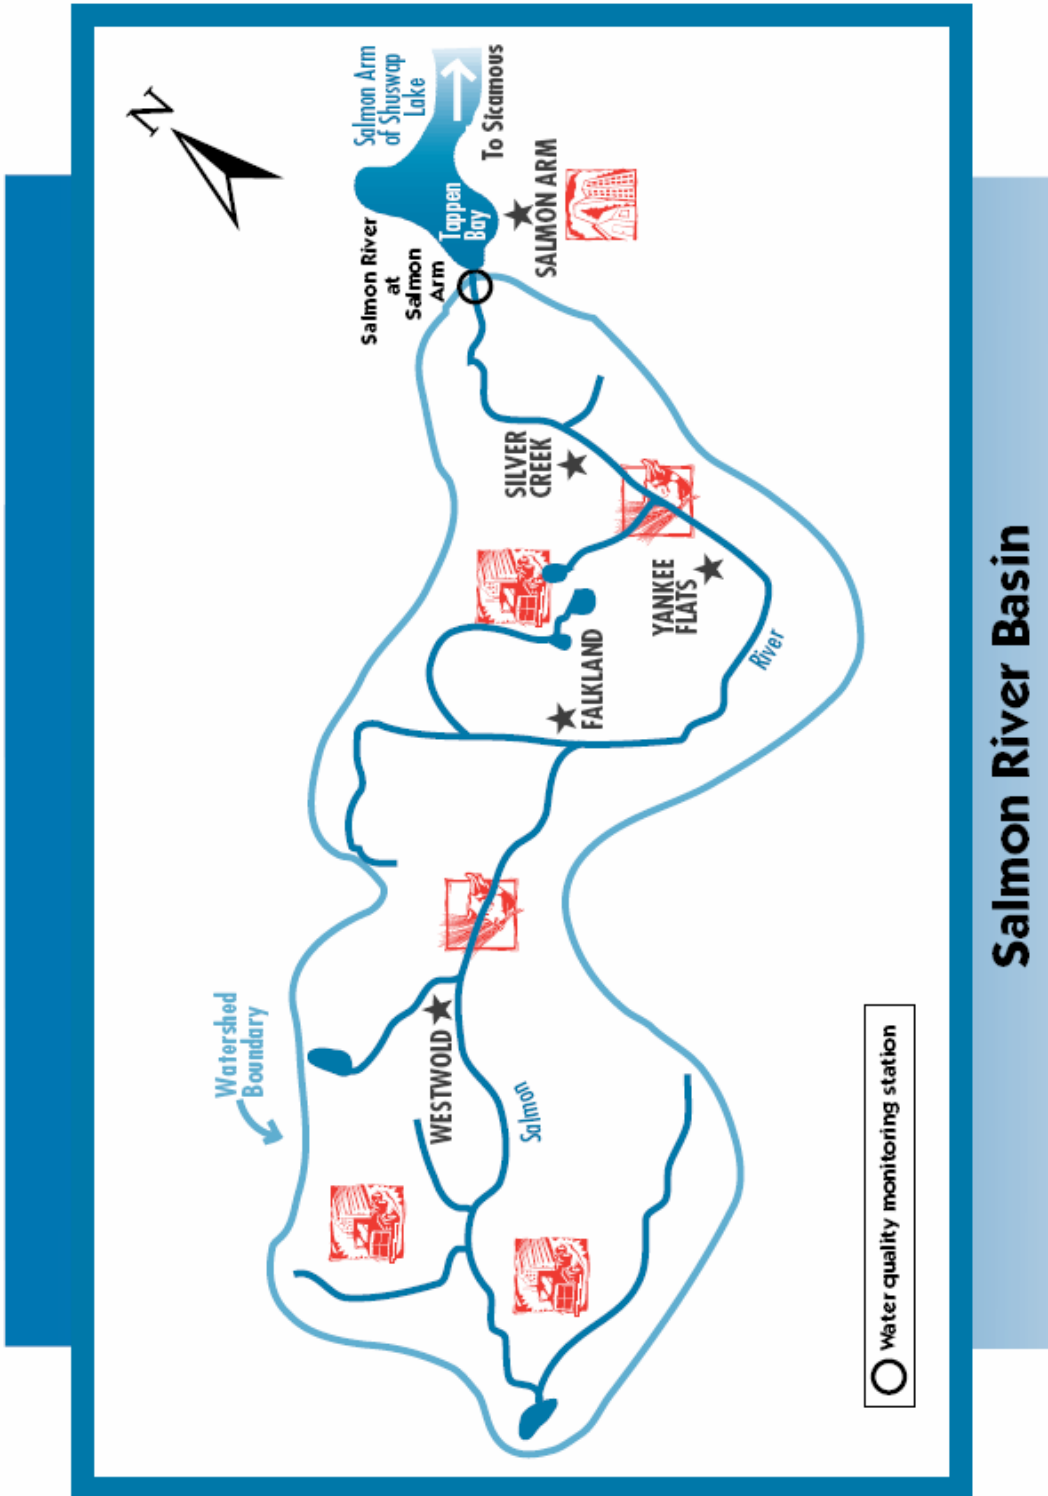 Salmon River Basin
N
Salmon Arm
of Shuswap
Lake
To Sicamous
Tappen
Bay
SALMON ARM
Salmon River
at
Salmon
Arm
SILVER
CREEK
YANKEE
FLATS
FALKLAND
River
Watershed
Boundary
WESTWOLD
Salmon
Water quality monitoring station